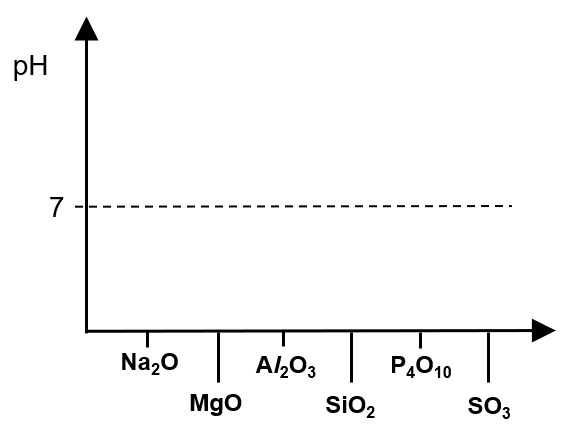 pH
7
Na₂O
MgO
Al₂O₃
SiO₂
P₄O₁₀
SO₃